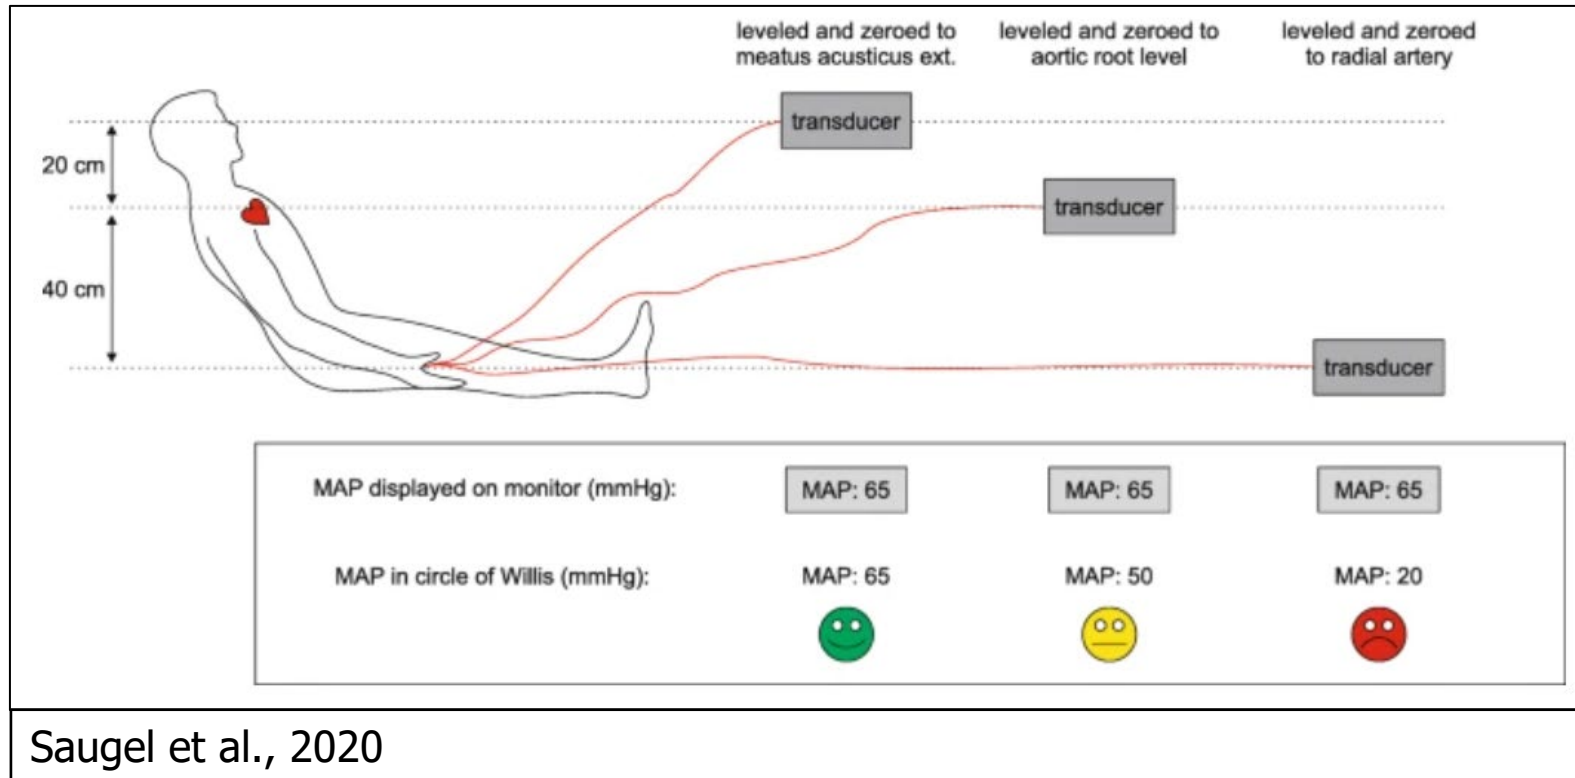 leveled and zeroed to
meatus acusticus ext.
leveled and zeroed to
aortic root level
leveled and zeroed
to radial artery
transducer
20 cm
transducer
40 cm
transducer
MAP displayed on monitor (mmHg):
MAP: 65
MAP: 65
MAP: 65
MAP in circle of Willis (mmHg):
MAP: 65
MAP: 50
MAP: 20
Saugel et al., 2020